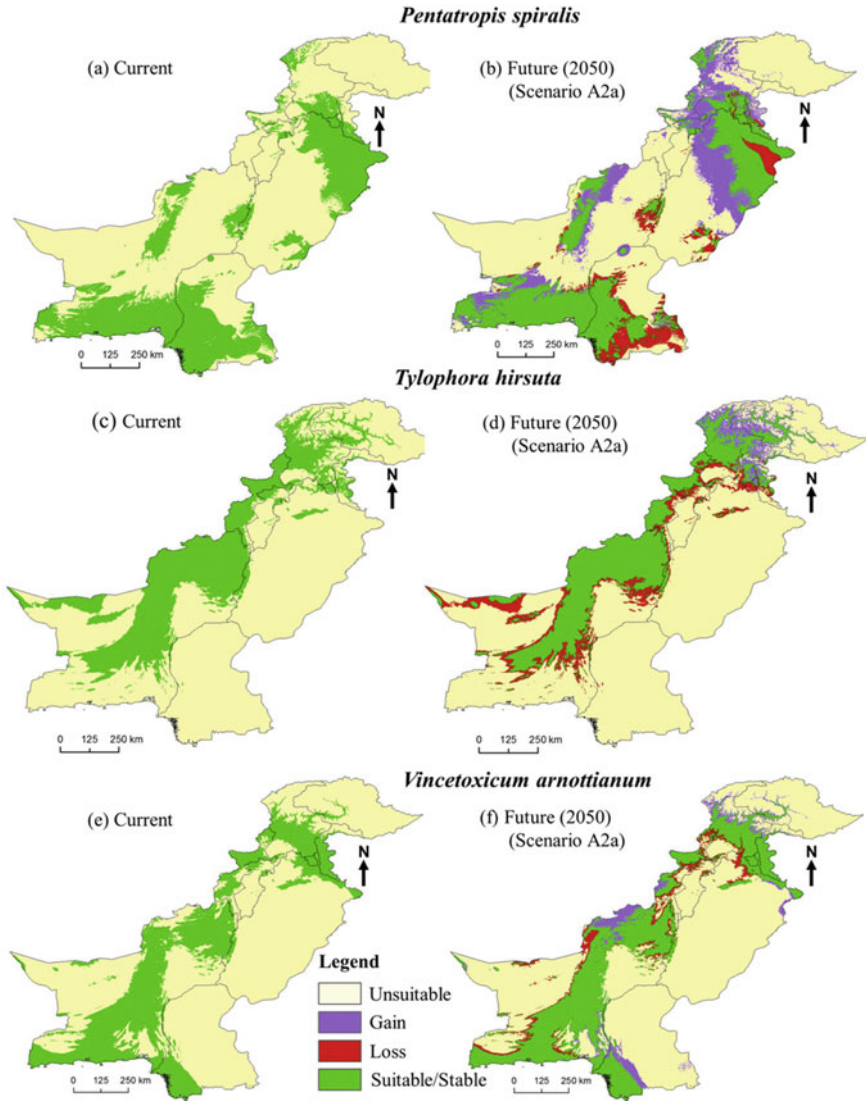 Pentatropis spiralis
(a) Current
(b) Future (2050)
(Scenario A2a)
N
N
0 125 250 km
0 125 250 km
Tylophora hirsuta
(c) Current
(d) Future (2050)
(Scenario A2a)
N
N
0 125 250 km
0 125 250 km
Vincetoxicum arnottianum
(e) Current
(f) Future (2050)
(Scenario A2a)
N
N
Legend
Unsuitable
Gain
Loss
Suitable/Stable
0 125 250 km
0 125 250 km